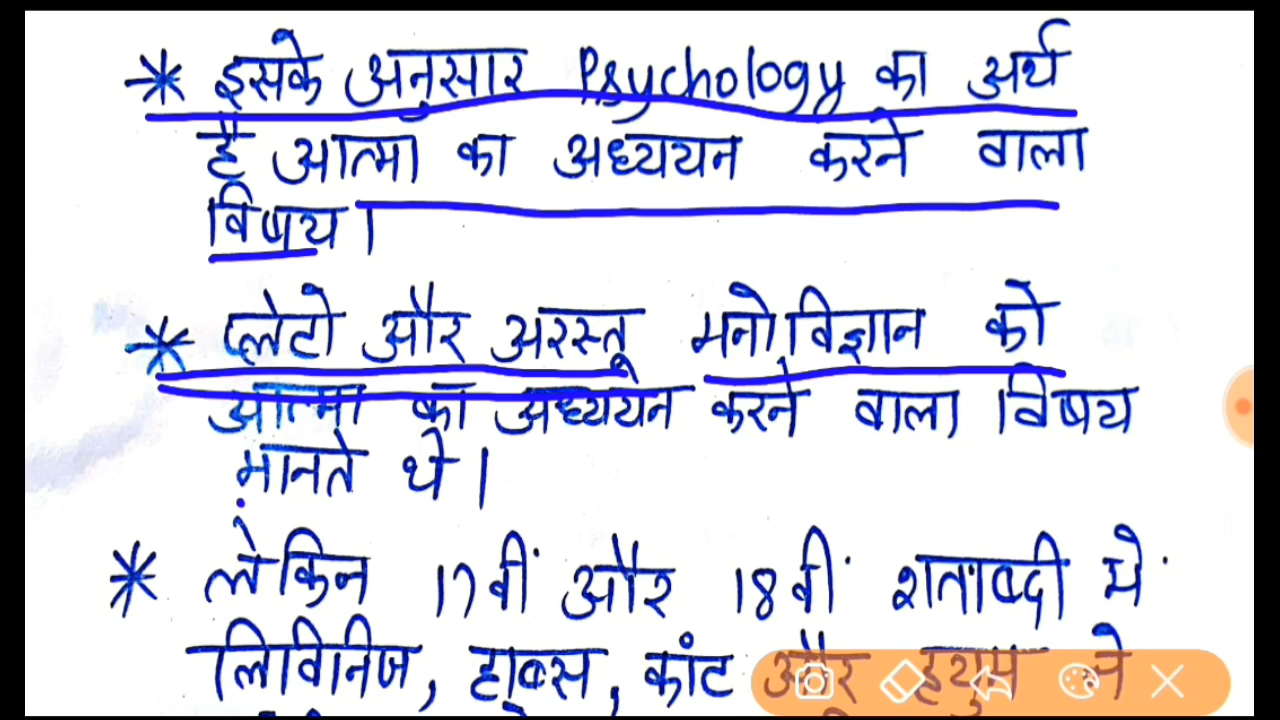 * इसके अनुसार Psychology का अर्थ
है आत्मा का अध्ययन करने वाला
विषय।
* प्लेटो और अरस्तू मनोविज्ञान को
आत्मा का अध्ययन करने वाला विषय
मानते थे।
* लेकिन 17वीं और 18वीं शताब्दी में
लिविनिज, हाब्स, कांट और ह्युम ने